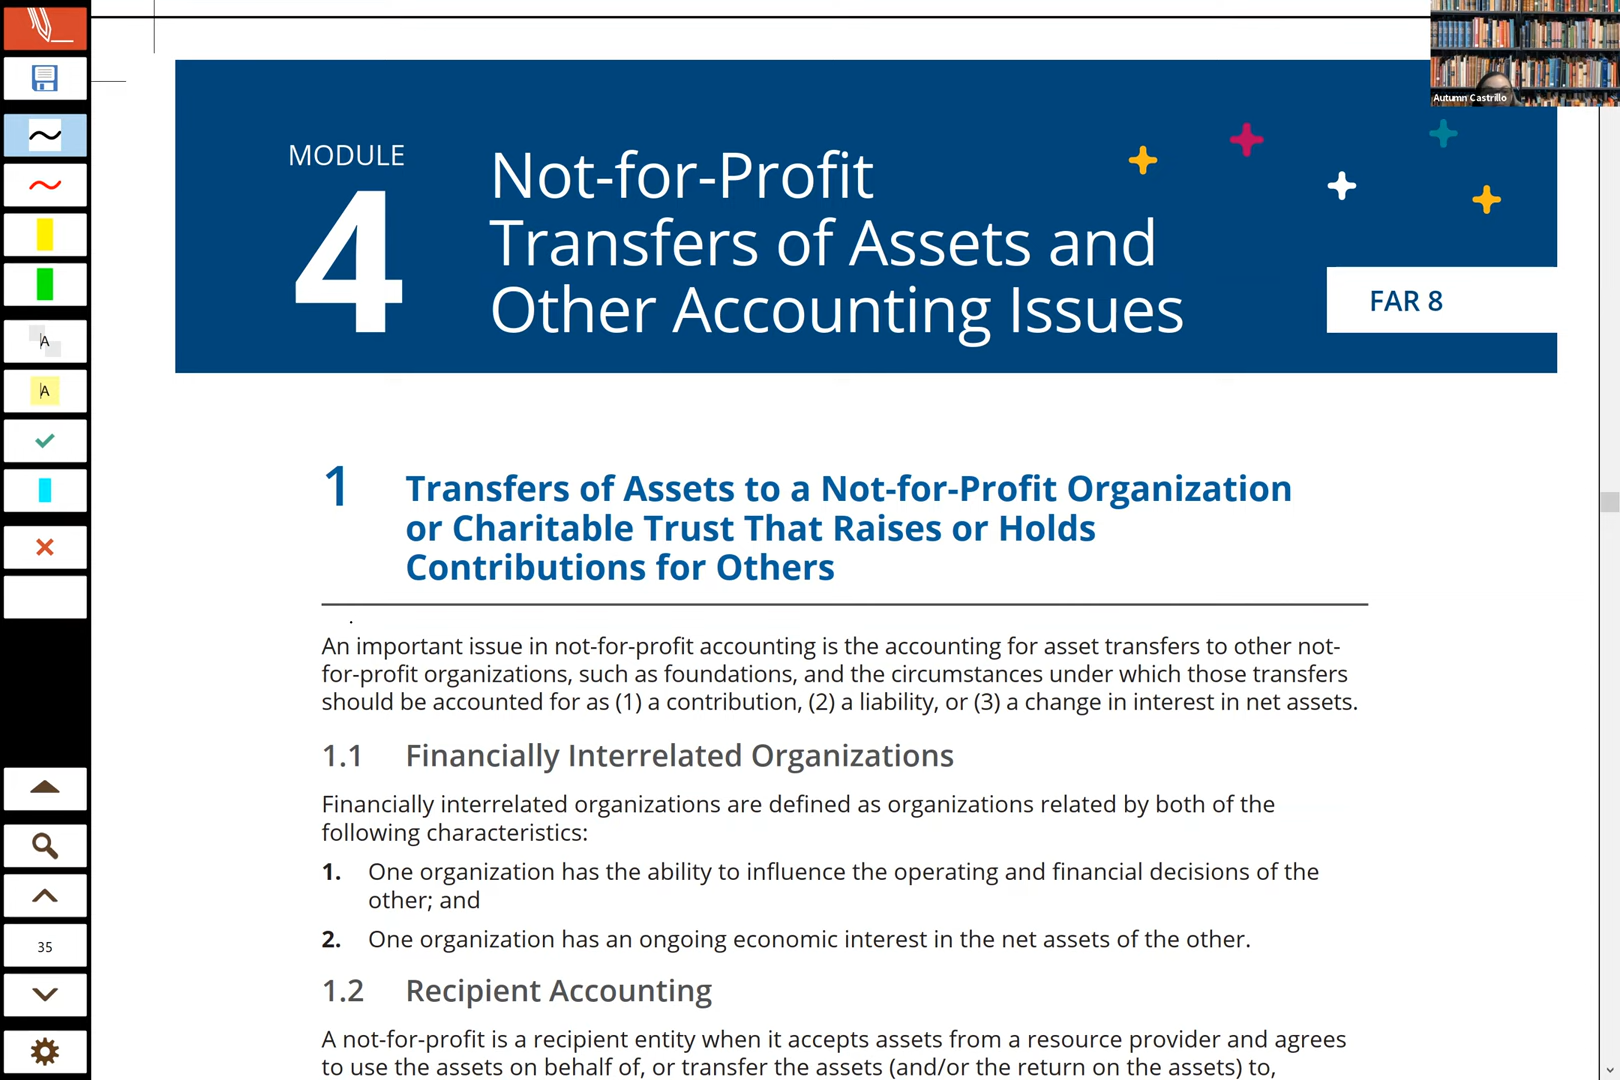 Autumn Castrillo
MODULE
4
Not-for-Profit
Transfers of Assets and
Other Accounting Issues
FAR 8
1
Transfers of Assets to a Not-for-Profit Organization
or Charitable Trust That Raises or Holds
Contributions for Others
An important issue in not-for-profit accounting is the accounting for asset transfers to other not-
for-profit organizations, such as foundations, and the circumstances under which those transfers
should be accounted for as (1) a contribution, (2) a liability, or (3) a change in interest in net assets.
1.1 Financially Interrelated Organizations
Financially interrelated organizations are defined as organizations related by both of the
following characteristics:
1. One organization has the ability to influence the operating and financial decisions of the
other; and
2. One organization has an ongoing economic interest in the net assets of the other.
1.2 Recipient Accounting
A not-for-profit is a recipient entity when it accepts assets from a resource provider and agrees
to use the assets on behalf of, or transfer the assets (and/or the return on the assets) to,
A
A
35